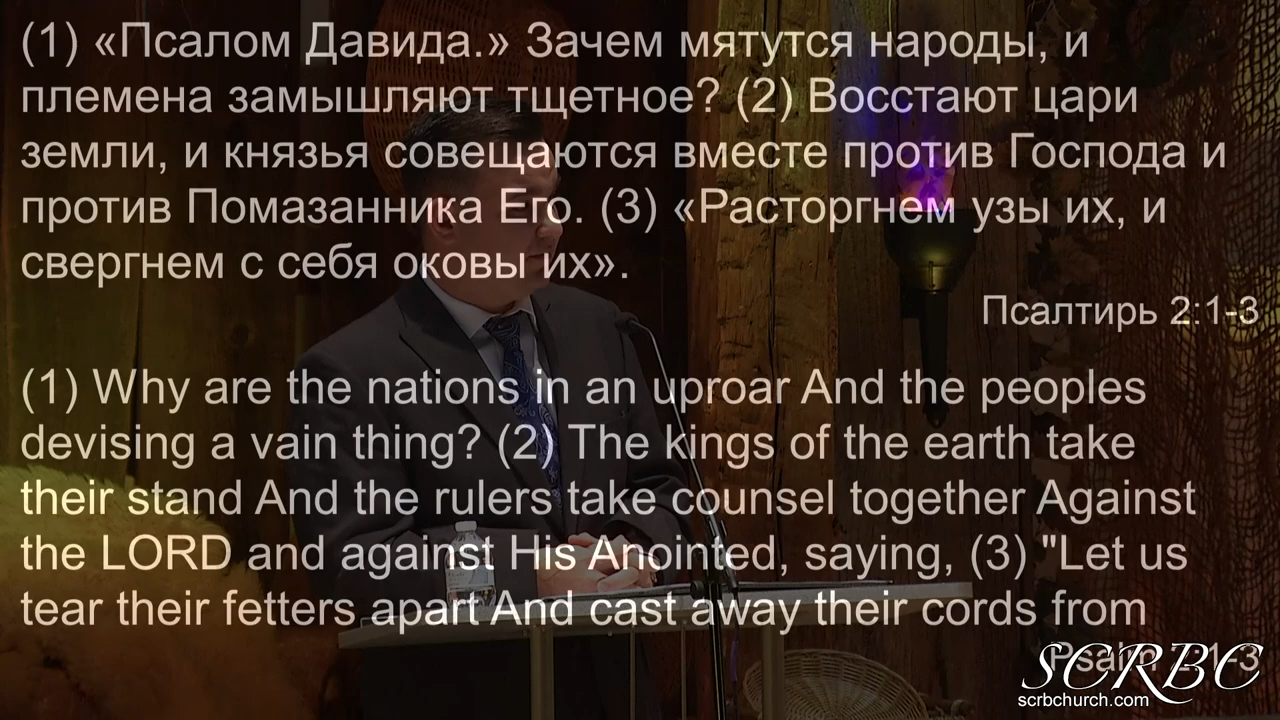 (1) «Псалом Давида.» Зачем мятутся народы, и
племена замышляют тщетное? (2) Восстают цари
земли, и князья совещаются вместе против Господа и
против Помазанника Его. (3) «Расторгнем узы их, и
свергнем с себя оковы их».
Псалтирь 2:1-3
(1) Why are the nations in an uproar And the peoples
devising a vain thing? (2) The kings of the earth take
their stand And the rulers take counsel together Against
the LORD and against His Anointed, saying, (3) "Let us
tear their fetters apart And cast away their cords from
Psalm 2:1-3
SCRBC
scrbchurch.com